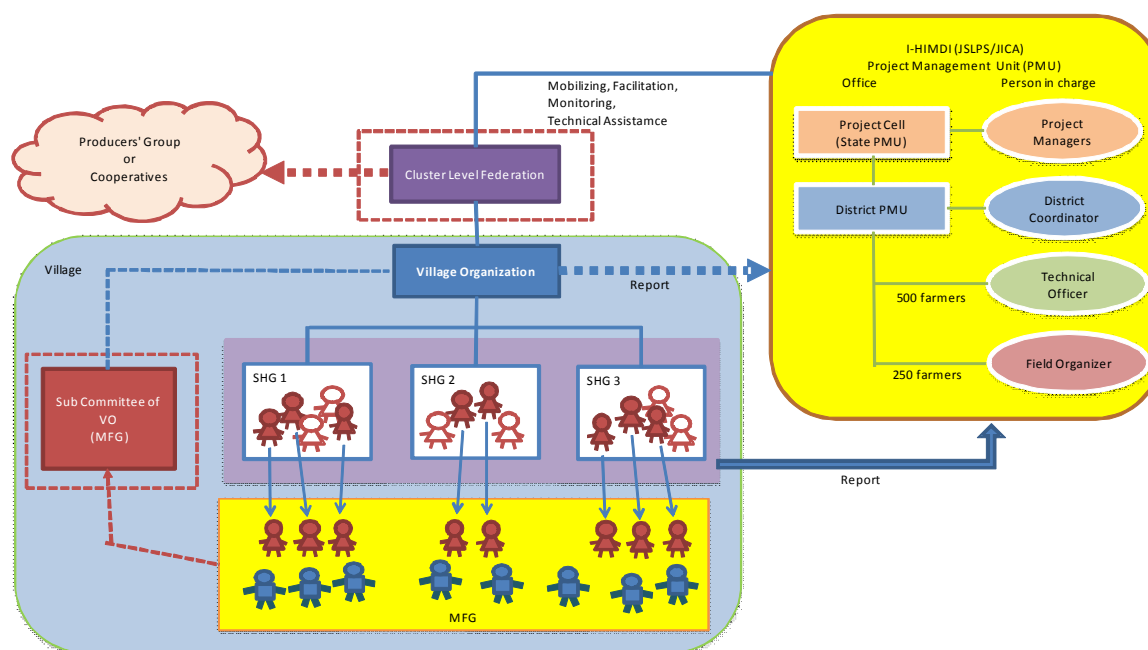 I-HIMDI (JSLPS/JICA)
Project Management Unit (PMU)
Office
Person in charge
Project Cell
(State PMU)
Project
Managers
District PMU
District
Coordinator
500 farmers
Technical
Officer
250 farmers
Field Organizer
Mobilizing, Facilitation,
Monitoring,
Technical Assistamce
Producers' Group
or
Cooperatives
Cluster Level Federation
Village
Village Organization
Report
SHG 1
SHG 2
SHG 3
Sub Committee of
VO
(MFG)
Report
MFG